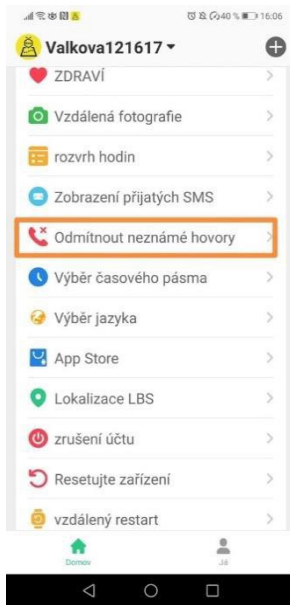 40 % 16:06
Valkova121617
ZDRAVÍ
Vzdálená fotografie
rozvrh hodin
Zobrazení přijatých SMS
Odmítnout neznámé hovory
Výběr časového pásma
Výběr jazyka
App Store
Lokalizace LBS
zrušení účtu
Resetujte zařízení
vzdálený restart
Domov Já